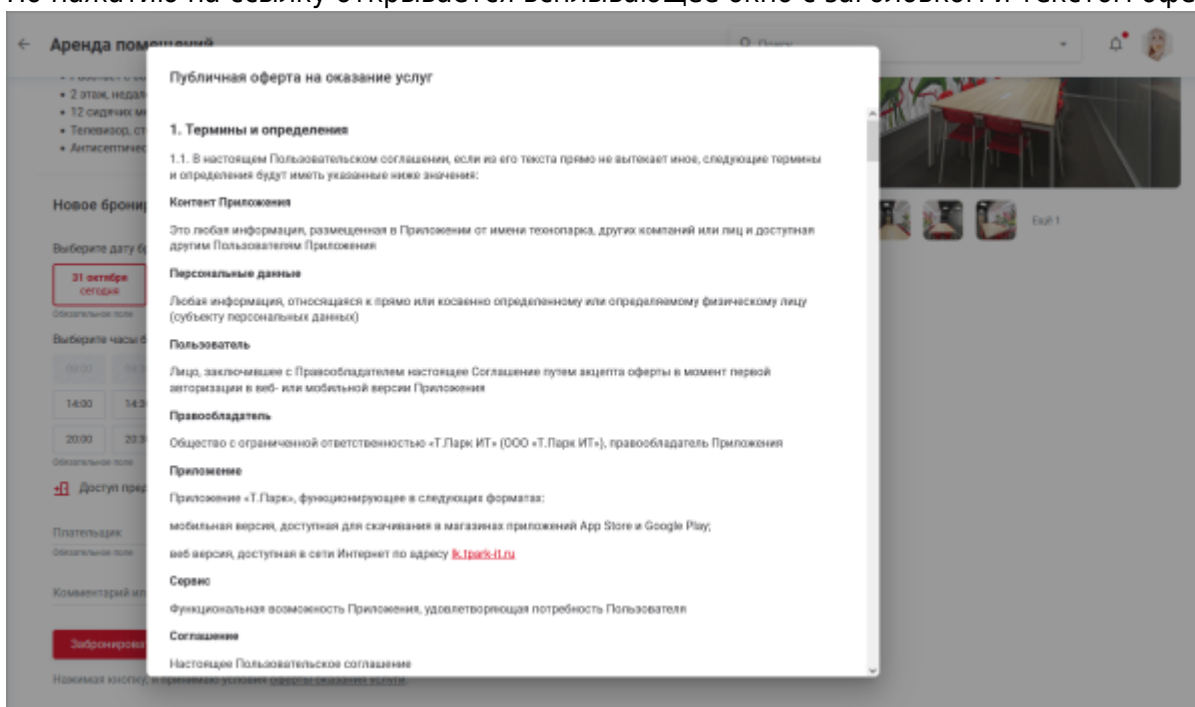 По нажатию на ссылку открывается всплывающее окно с заголовком и текстом офе
Аренда помещений
Поиск
• 2 этаж, недал
• 12 сидячих ме
• Телевизор, ст
• Антисептичес
Новое брониро
Выберите дату б
31 октября
сегодня
Обязательное поле
Выберите часы б
14:00 14:3
20:00 20:3
Обязательное поле
Доступ пред
Плательщик
Обязательное поле
Комментарий ил
Заброниров
Нажимая кнопку, я принимаю условия оферты оказания услуги.
Ещё 1
Публичная оферта на оказание услуг
1. Термины и определения
1.1. В настоящем Пользовательском соглашении, если из его текста прямо не вытекает иное, следующие термины
и определения будут иметь указанные ниже значения:
Контент Приложения
Это любая информация, размещенная в Приложении от имени технопарка, других компаний или лиц и доступная
другим Пользователям Приложения
Персональные данные
Любая информация, относящаяся к прямо или косвенно определенному или определяемому физическому лицу
(субъекту персональных данных)
Пользователь
Лицо, заключившее с Правообладателем настоящее Соглашение путем акцепта оферты в момент первой
авторизации в веб- или мобильной версии Приложения
Правообладатель
Общество с ограниченной ответственностью «Т.Парк ИТ» (ООО «Т.Парк ИТ»), правообладатель Приложения
Приложение
Приложение «Т.Парк», функционирующее в следующих форматах:
мобильная версия, доступная для скачивания в магазинах приложений App Store и Google Play;
веб версия, доступная в сети Интернет по адресу lk.tpark-it.ru
Сервис
Функциональная возможность Приложения, удовлетворяющая потребность Пользователя
Соглашение
Настоящее Пользовательское соглашение